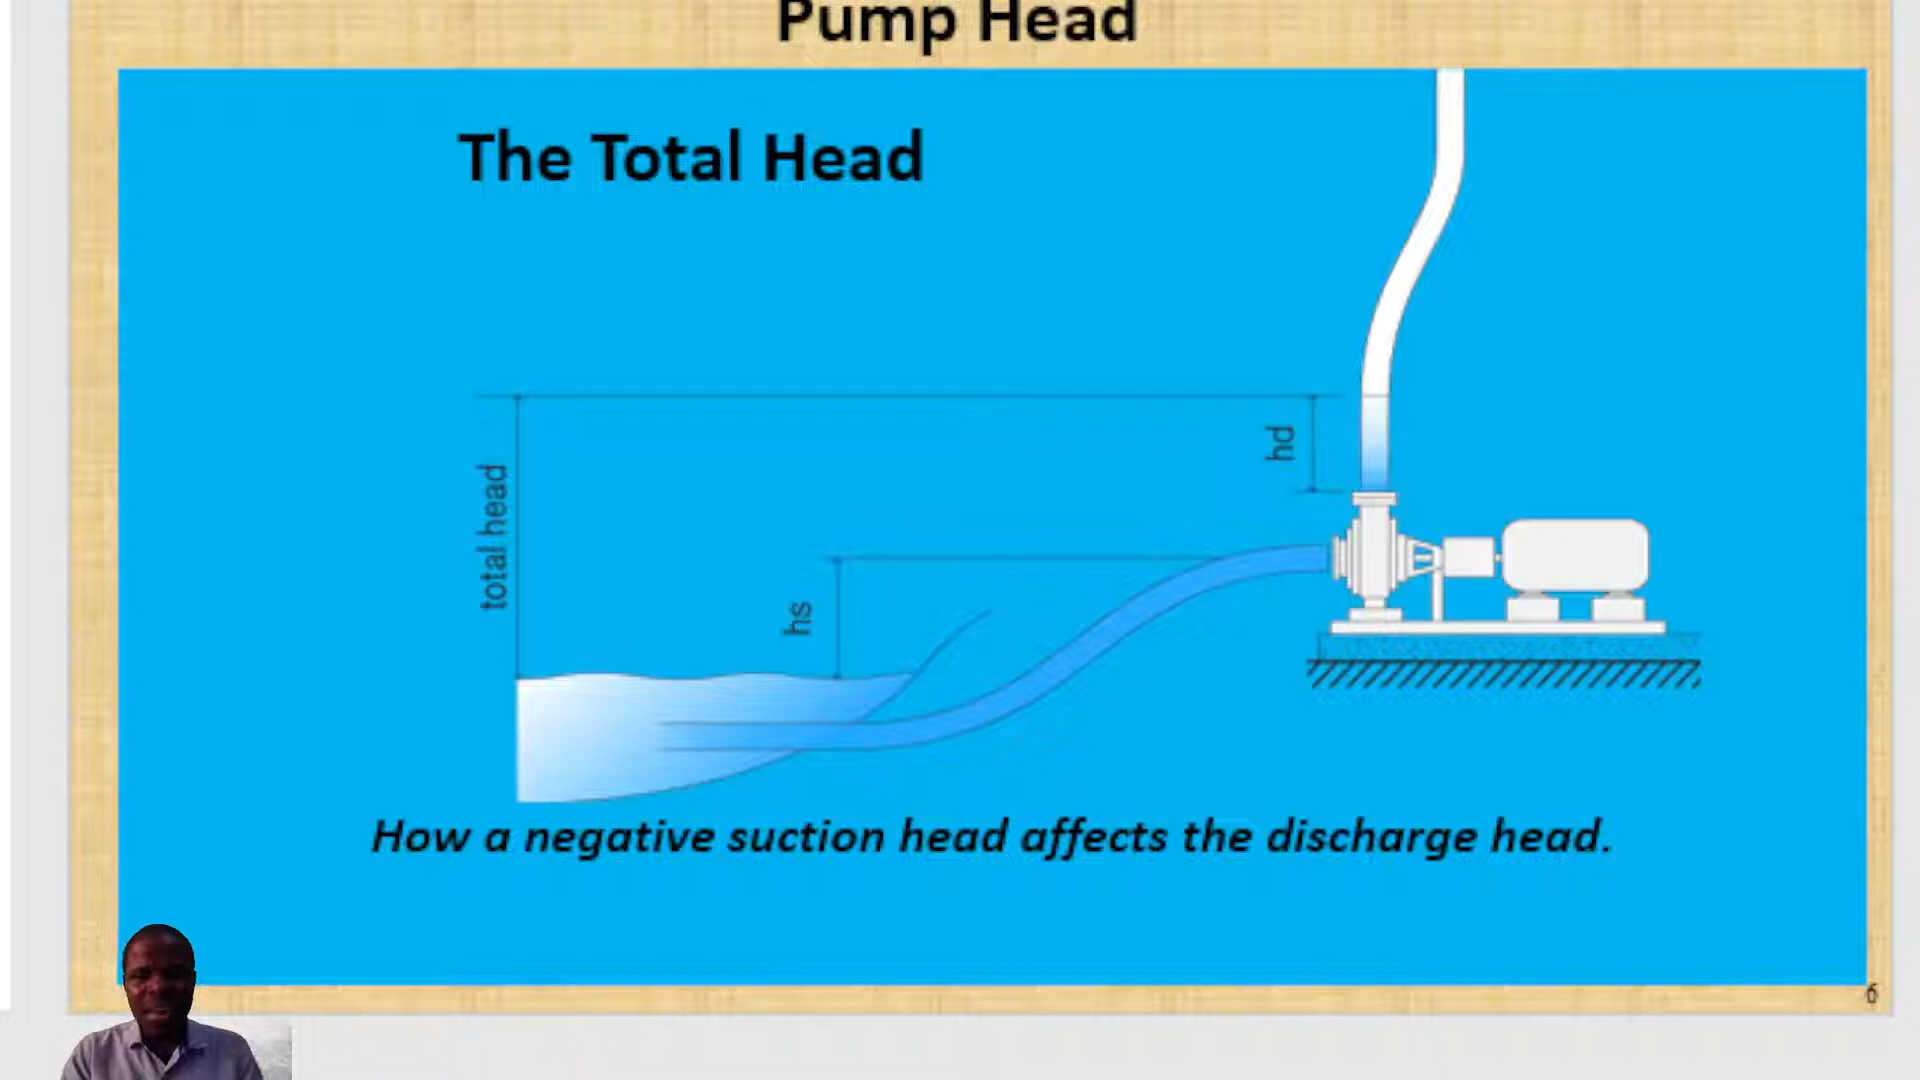 Pump Head
The Total Head
total head
hs
hd
How a negative suction head affects the discharge head.
6